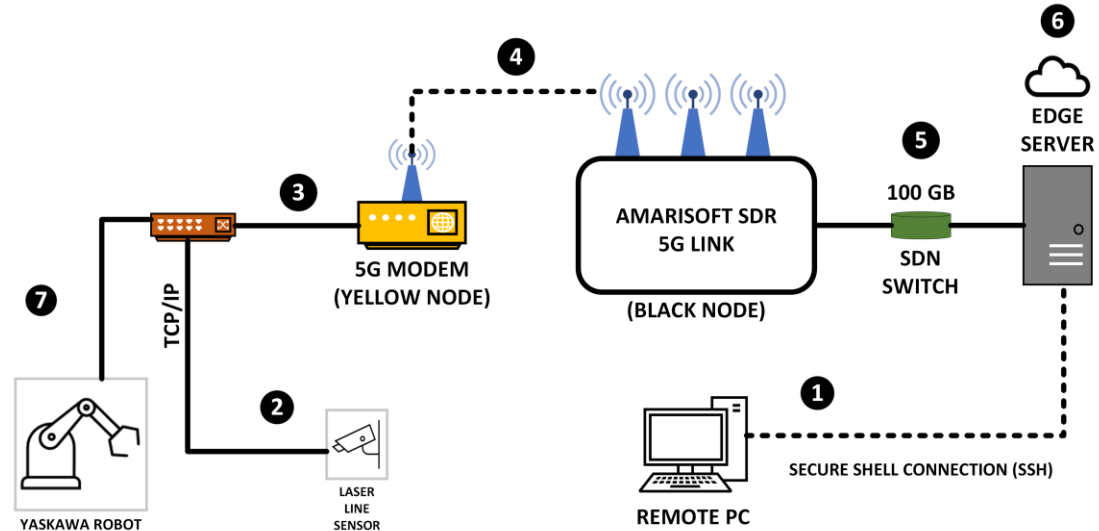 6
4
EDGE
SERVER
5
100 GB
3
AMARISOFT SDR
5G LINK
SDN
SWITCH
5G MODEM
(YELLOW NODE)
(BLACK NODE)
7
TCP/IP
2
1
SECURE SHELL CONNECTION (SSH)
LASER
LINE
SENSOR
YASKAWA ROBOT
REMOTE PC